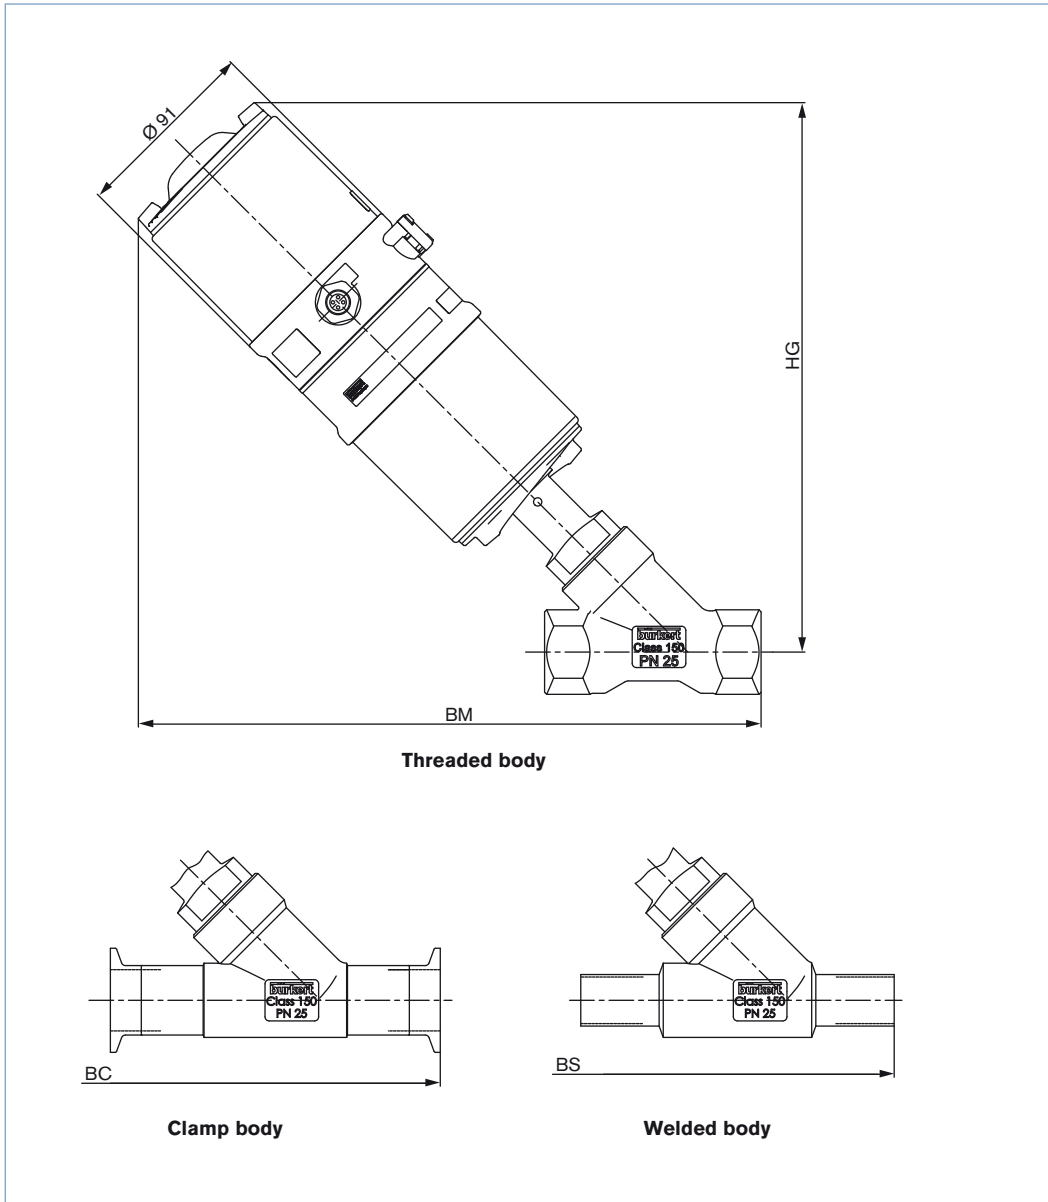 Ø 91
HG
burkert
Class 150
PN 25
BM
Threaded body
burkert
Class 150
PN 25
BC
Clamp body
burkert
Class 150
PN 25
BS
Welded body